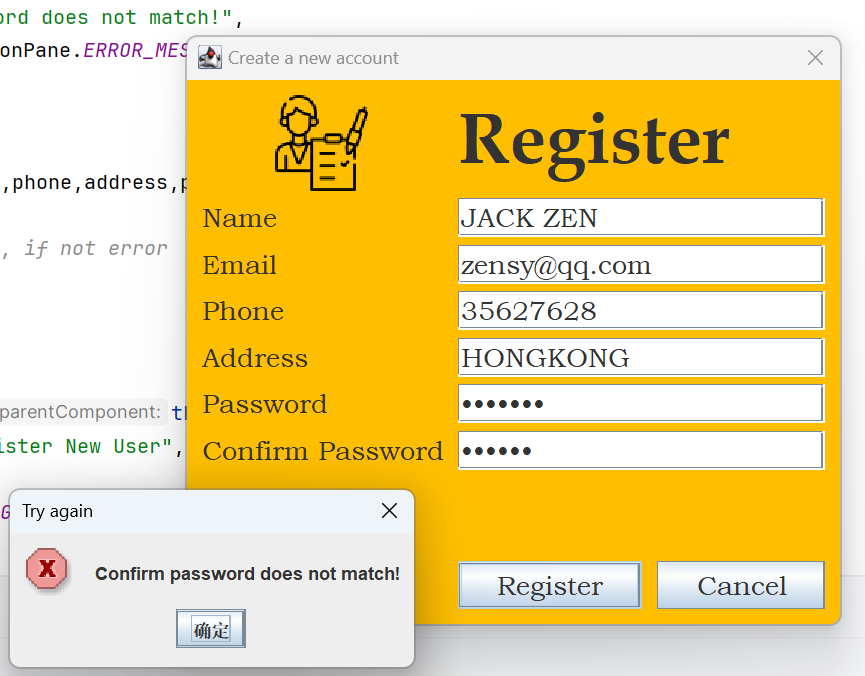 ord does not match!",
onPane.ERROR_MES
Create a new account
Register
,phone,address,p
Name
JACK ZEN
, if not error
Email
zensy@qq.com
Phone
35627628
Address
HONGKONG
parentComponent: th
Password
•••••••
ister New User",
Confirm Password
••••••
Try again
Confirm password does not match!
确定
Register
Cancel